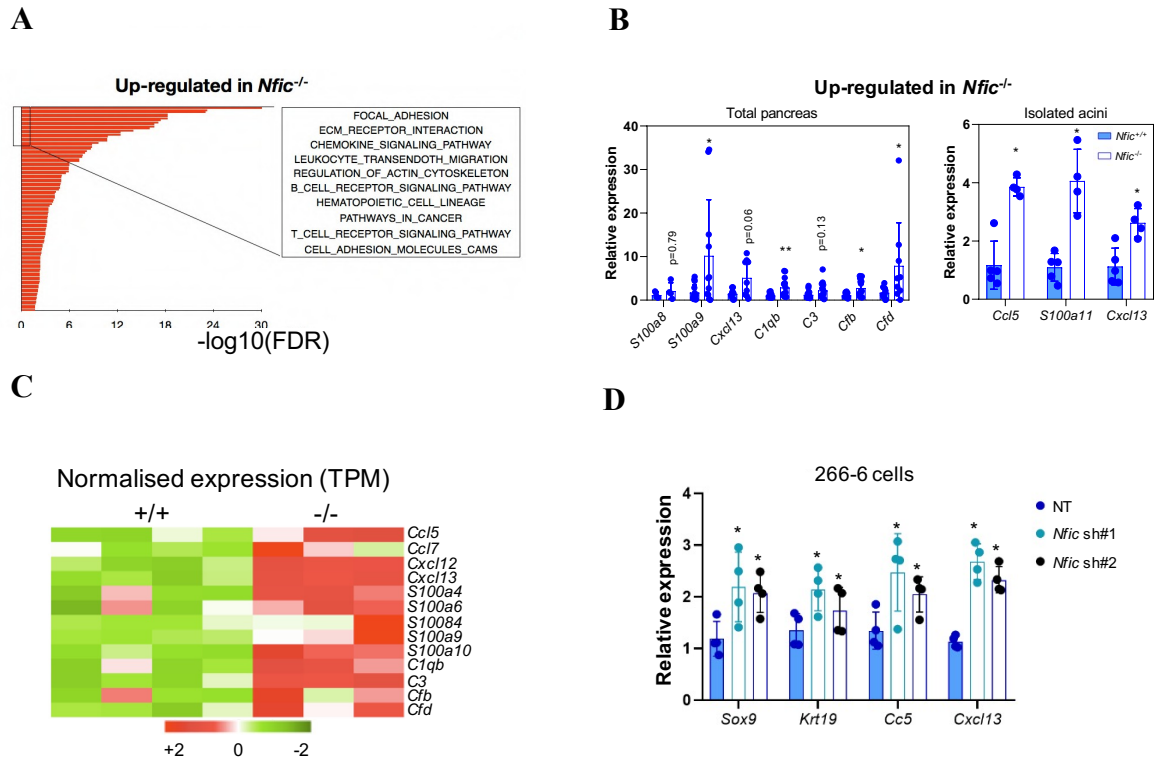 A
Up-regulated in Nfic-/-
FOCAL_ADHESION
ECM_RECEPTOR_INTERACTION
CHEMOKINE_SIGNALING_PATHWAY
LEUKOCYTE_TRANSENDOTH_MIGRATION
REGULATION_OF_ACTIN_CYTOSKELETON
B_CELL_RECEPTOR_SIGNALING_PATHWAY
HEMATOPOIETIC_CELL_LINEAGE
PATHWAYS_IN_CANCER
T_CELL_RECEPTOR_SIGNALING_PATHWAY
CELL_ADHESION_MOLECULES_CAMS
0 6 12 18 24 30
-log10(FDR)
B
Up-regulated in Nfic-/-
Total pancreas
Relative expression
40
30
20
10
0
p=0.79
*
p=0.06
**
p=0.13
*
*
S100a8 S100a9 Cxcl13 C1qb C3 Cfb Cfd
Isolated acini
Nfic+/+
Nfic-/-
Relative expression
6
4
2
0
* * *
Ccl5 S100a11 Cxcl13
C
Normalised expression (TPM)
+/+ -/-
Ccl5
Ccl7
Cxcl12
Cxcl13
S100a4
S100a6
S10084
S100a9
S100a10
C1qb
C3
Cfb
Cfd
+2 0 -2
D
266-6 cells
Relative expression
4
3
2
1
0
* * * * * * * *
Sox9 Krt19 Cc5 Cxcl13
NT
Nfic sh#1
Nfic sh#2